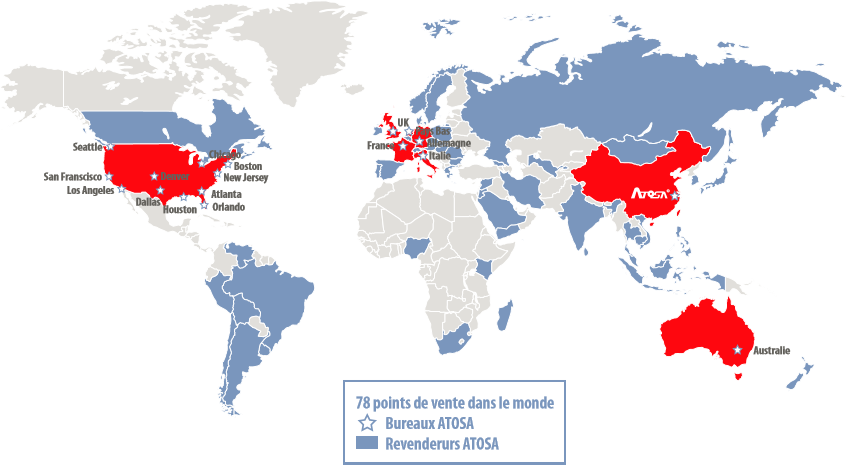 UK
Pays Bas
Allemagne
France
Italie
Seattle
Chicago
Boston
San Franscisco
Denver
New Jersey
Los Angeles
Atlanta
Dallas
Houston
Orlando
ATOSA®
Australie
78 points de vente dans le monde
Bureaux ATOSA
Revenderurs ATOSA